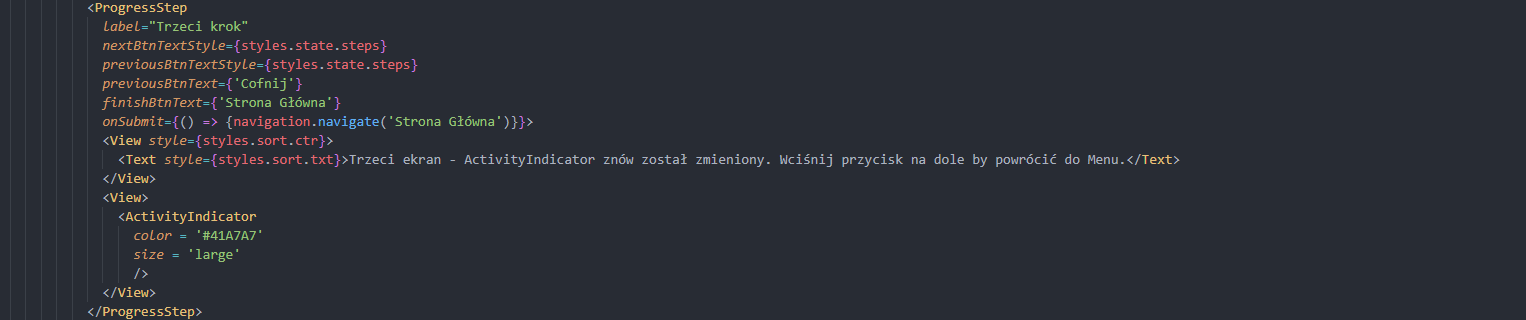 <ProgressStep
label="Trzeci krok"
nextBtnTextStyle={styles.state.steps}
previousBtnTextStyle={styles.state.steps}
previousBtnText={'Cofnij'}
finishBtnText={'Strona Główna'}
onSubmit={() => {navigation.navigate('Strona Główna')}}>
<View style={styles.sort.ctr}>
<Text style={styles.sort.txt}>Trzeci ekran - ActivityIndicator znów został zmieniony. Wciśnij przycisk na dole by powrócić do Menu.</Text>
</View>
<View>
<ActivityIndicator
color = '#41A7A7'
size = 'large'
/>
</View>
</ProgressStep>